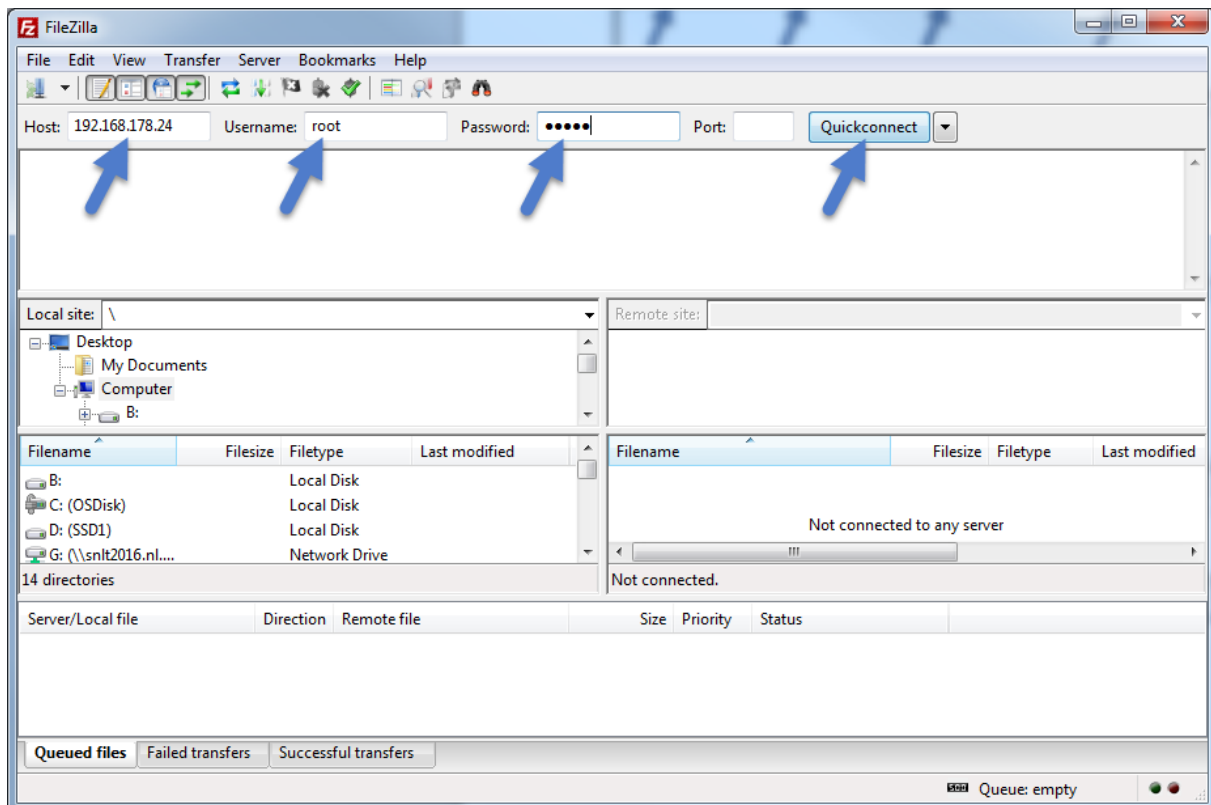 FileZilla
File Edit View Transfer Server Bookmarks Help
Host: 192.168.178.24 Username: root Password: ●●●●● Port: Quickconnect
Local site: \ Remote site:
Desktop
My Documents
Computer
B:
Filename Filesize Filetype Last modified Filename Filesize Filetype Last modified
B: Local Disk
C: (OSDisk) Local Disk
D: (SSD1) Local Disk Not connected to any server
G: (\\snlt2016.nl.... Network Drive
14 directories Not connected.
Server/Local file Direction Remote file Size Priority Status
Queued files Failed transfers Successful transfers
Queue: empty